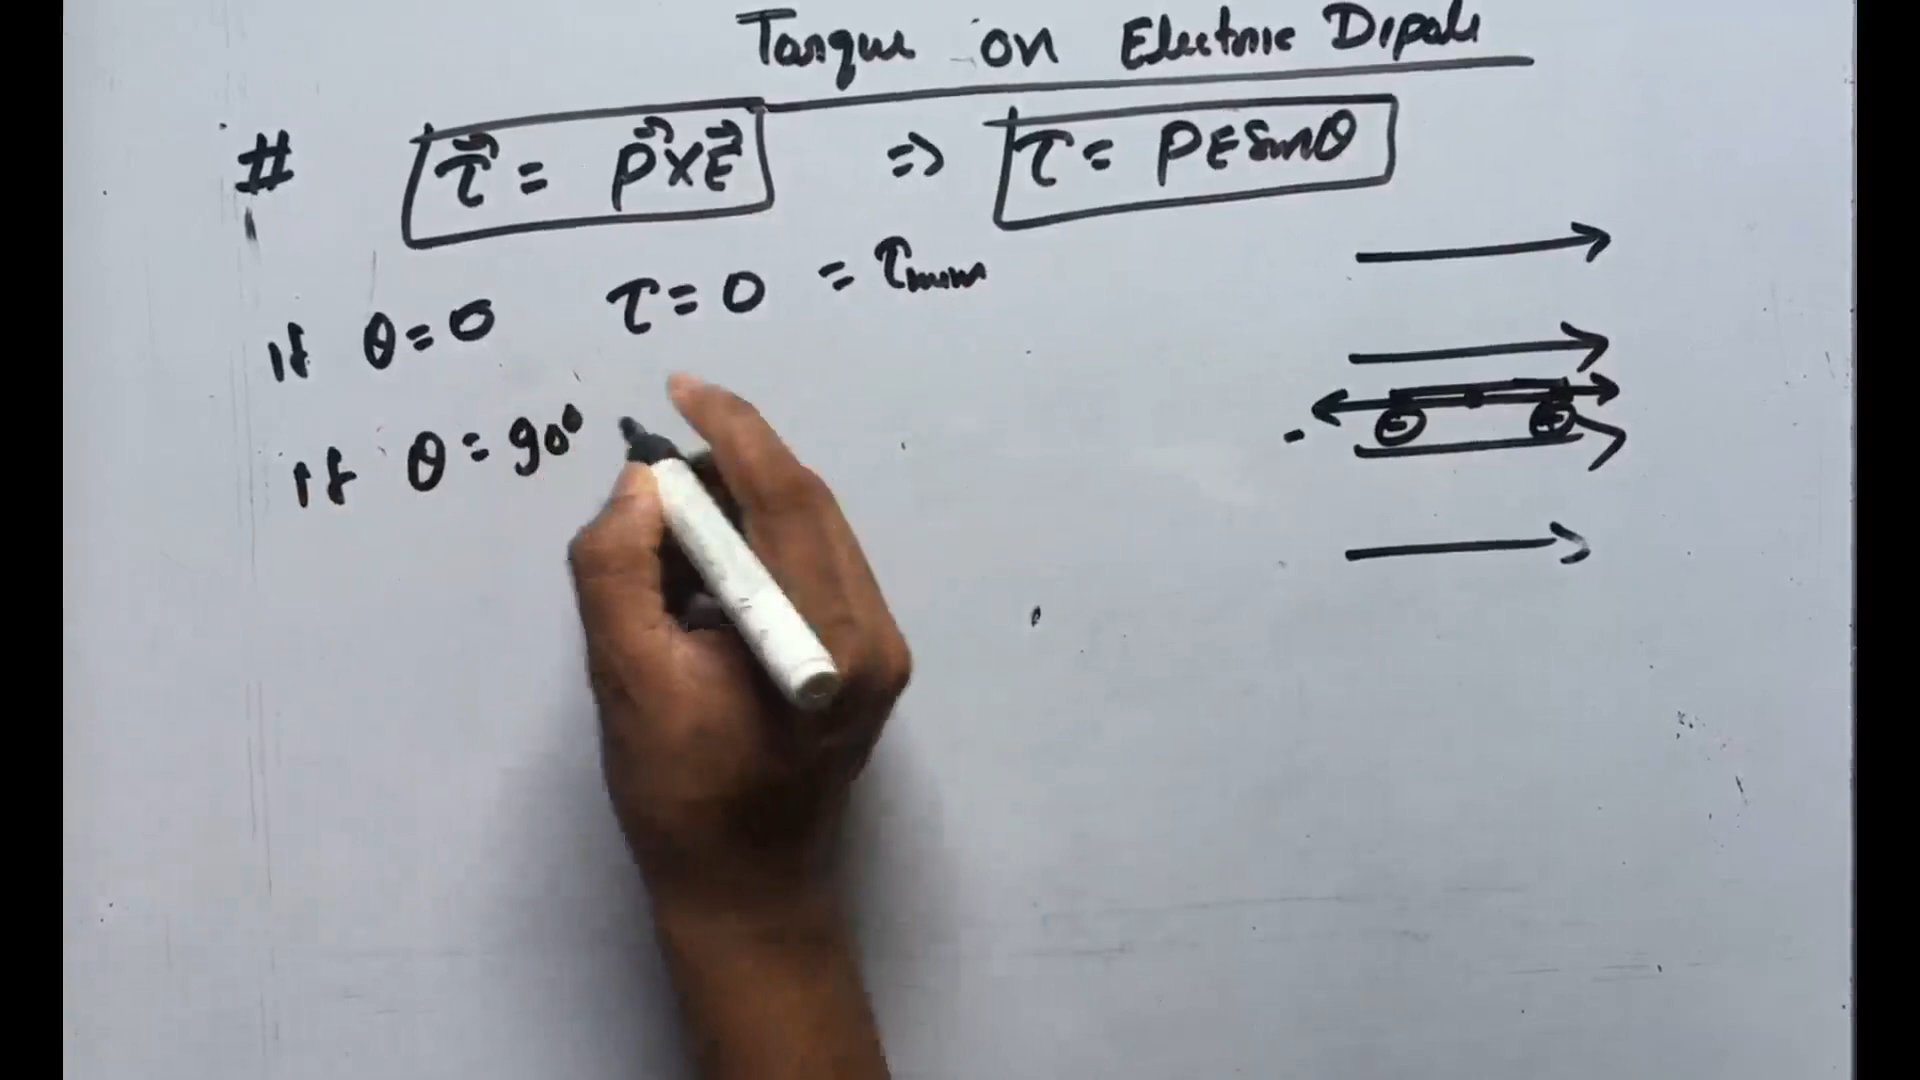 Torque on Electric Dipole
# τ⃗ = P⃗ × E⃗ ⇒ τ = PE sinθ
If θ = 0 τ = 0 = τmin
If θ = 90°
- +